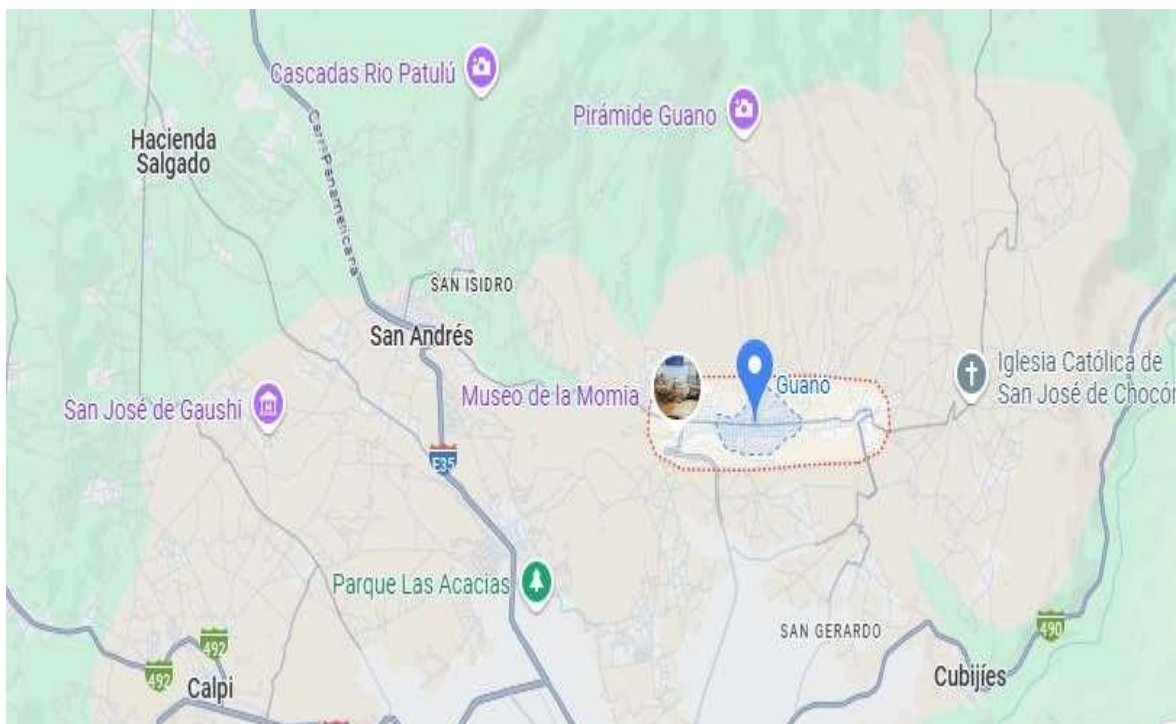 Cascadas Rio Patulú
Pirámide Guano
Hacienda
Salgado
Carr. Panamericana
SAN ISIDRO
San Andrés
Museo de la Momia
Guano
Iglesia Católica de
San José de Chocón
San José de Gaushi
E35
Parque Las Acacias
SAN GERARDO
490
492
492
Calpi
Cubijíes